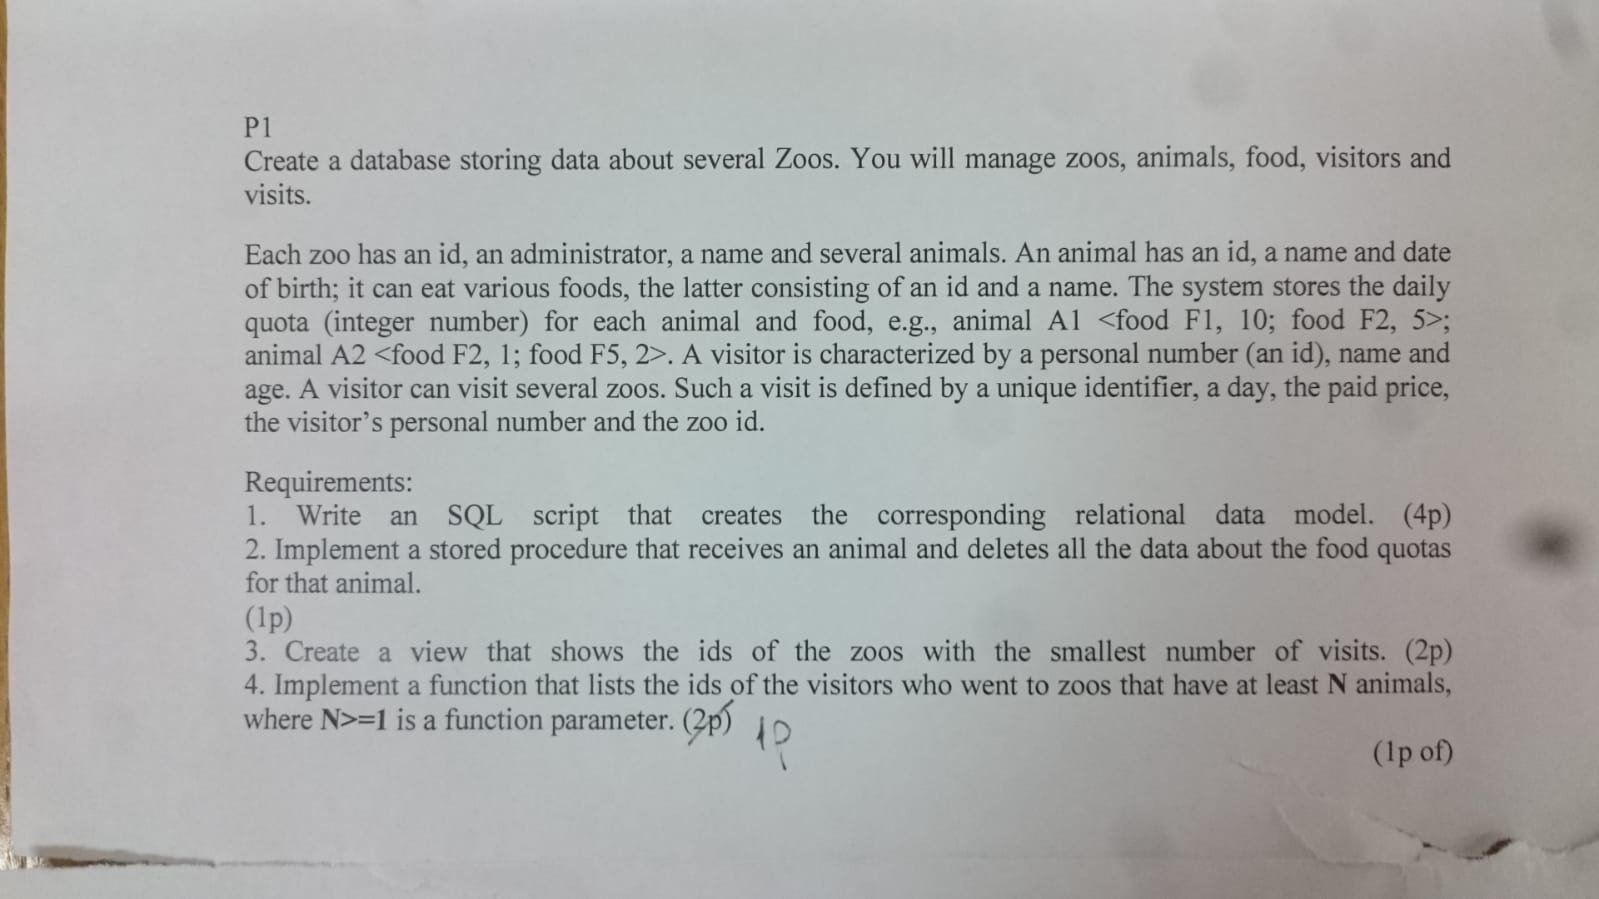 P1
Create a database storing data about several Zoos. You will manage zoos, animals, food, visitors and
visits.
Each zoo has an id, an administrator, a name and several animals. An animal has an id, a name and date
of birth; it can eat various foods, the latter consisting of an id and a name. The system stores the daily
quota (integer number) for each animal and food, e.g., animal A1 <food F1, 10; food F2, 5>;
animal A2 <food F2, 1; food F5, 2>. A visitor is characterized by a personal number (an id), name and
age. A visitor can visit several zoos. Such a visit is defined by a unique identifier, a day, the paid price,
the visitor's personal number and the zoo id.
Requirements:
1. Write an SQL script that creates the corresponding relational data model. (4p)
2. Implement a stored procedure that receives an animal and deletes all the data about the food quotas
for that animal.
(1p)
3. Create a view that shows the ids of the zoos with the smallest number of visits. (2p)
4. Implement a function that lists the ids of the visitors who went to zoos that have at least N animals,
where N>=1 is a function parameter. (2p) 1p
(1p of)